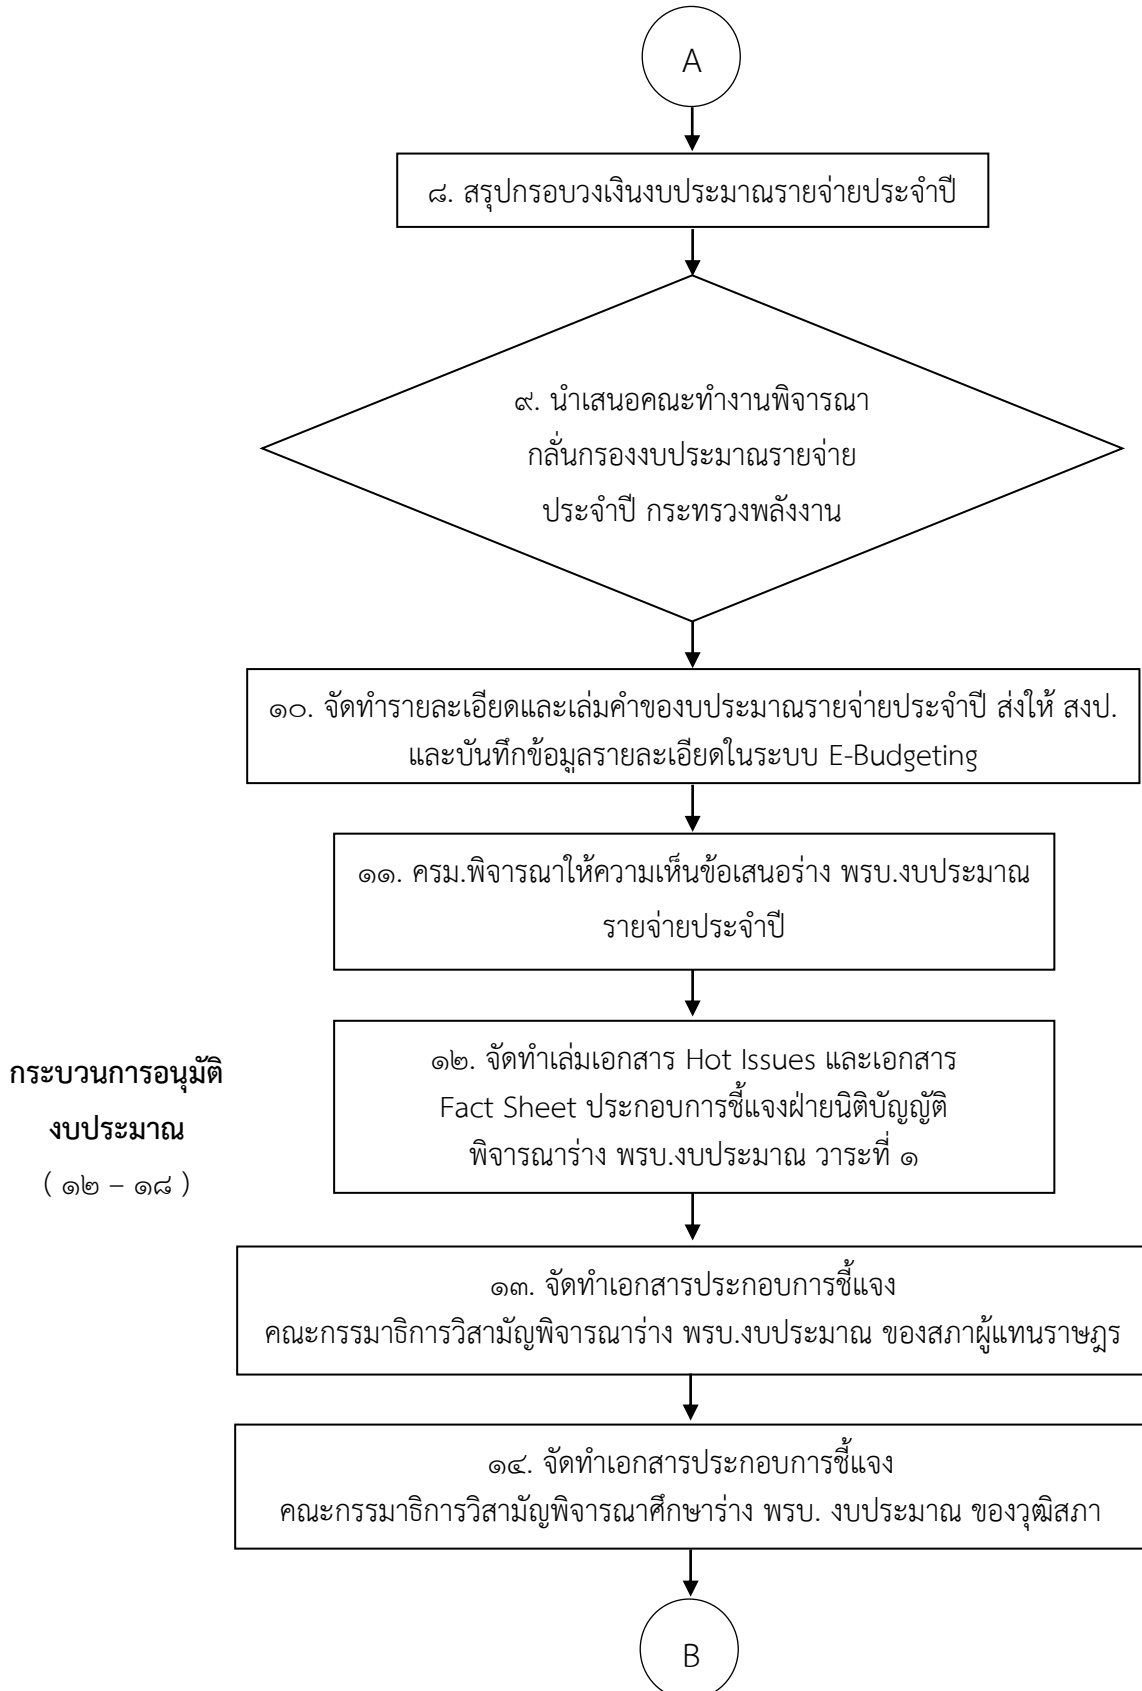 A
๘. สรุปกรอบวงเงินงบประมาณรายจ่ายประจำปี
๙. นำเสนอคณะทำงานพิจารณา
กลั่นกรองงบประมาณรายจ่าย
ประจำปี กระทรวงพลังงาน
๑๐. จัดทำรายละเอียดและเล่มคำของบประมาณรายจ่ายประจำปี ส่งให้ สงป.
และบันทึกข้อมูลรายละเอียดในระบบ E-Budgeting
๑๑. ครม.พิจารณาให้ความเห็นข้อเสนอร่าง พรบ.งบประมาณ
รายจ่ายประจำปี
กระบวนการอนุมัติ
งบประมาณ
( ๑๒ – ๑๘ )
๑๒. จัดทำเล่มเอกสาร Hot Issues และเอกสาร
Fact Sheet ประกอบการชี้แจงฝ่ายนิติบัญญัติ
พิจารณาร่าง พรบ.งบประมาณ วาระที่ ๑
๑๓. จัดทำเอกสารประกอบการชี้แจง
คณะกรรมาธิการวิสามัญพิจารณาร่าง พรบ.งบประมาณ ของสภาผู้แทนราษฎร
๑๔. จัดทำเอกสารประกอบการชี้แจง
คณะกรรมาธิการวิสามัญพิจารณาศึกษาร่าง พรบ. งบประมาณ ของวุฒิสภา
B